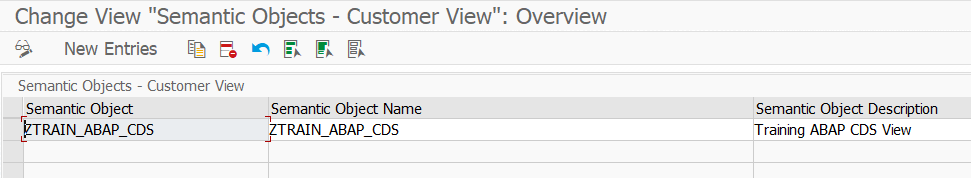 Change View "Semantic Objects - Customer View": Overview
New Entries
Semantic Objects - Customer View
Semantic Object Semantic Object Name Semantic Object Description
ZTRAIN_ABAP_CDS ZTRAIN_ABAP_CDS Training ABAP CDS View